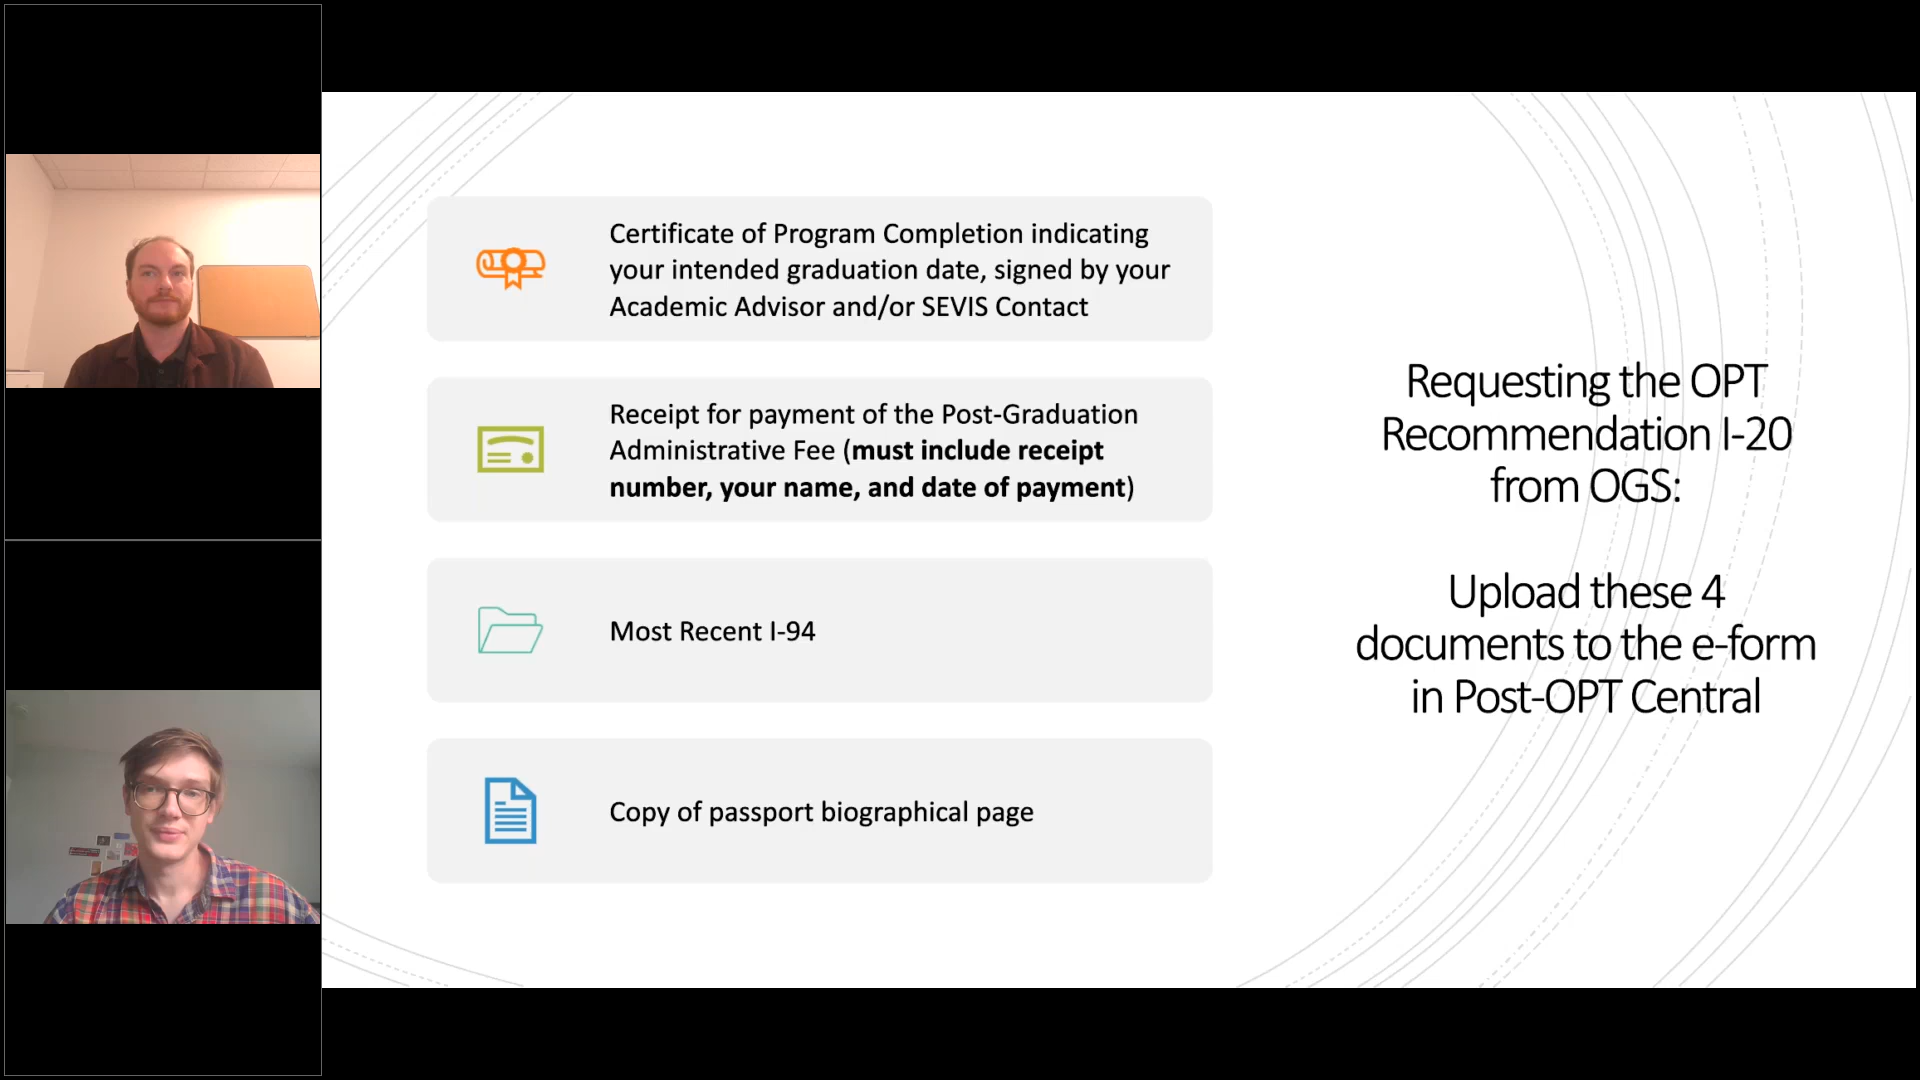 Certificate of Program Completion indicating
your intended graduation date, signed by your
Academic Advisor and/or SEVIS Contact
Receipt for payment of the Post-Graduation
Administrative Fee (must include receipt
number, your name, and date of payment)
Most Recent I-94
Copy of passport biographical page
Requesting the OPT
Recommendation I-20
from OGS:
Upload these 4
documents to the e-form
in Post-OPT Central